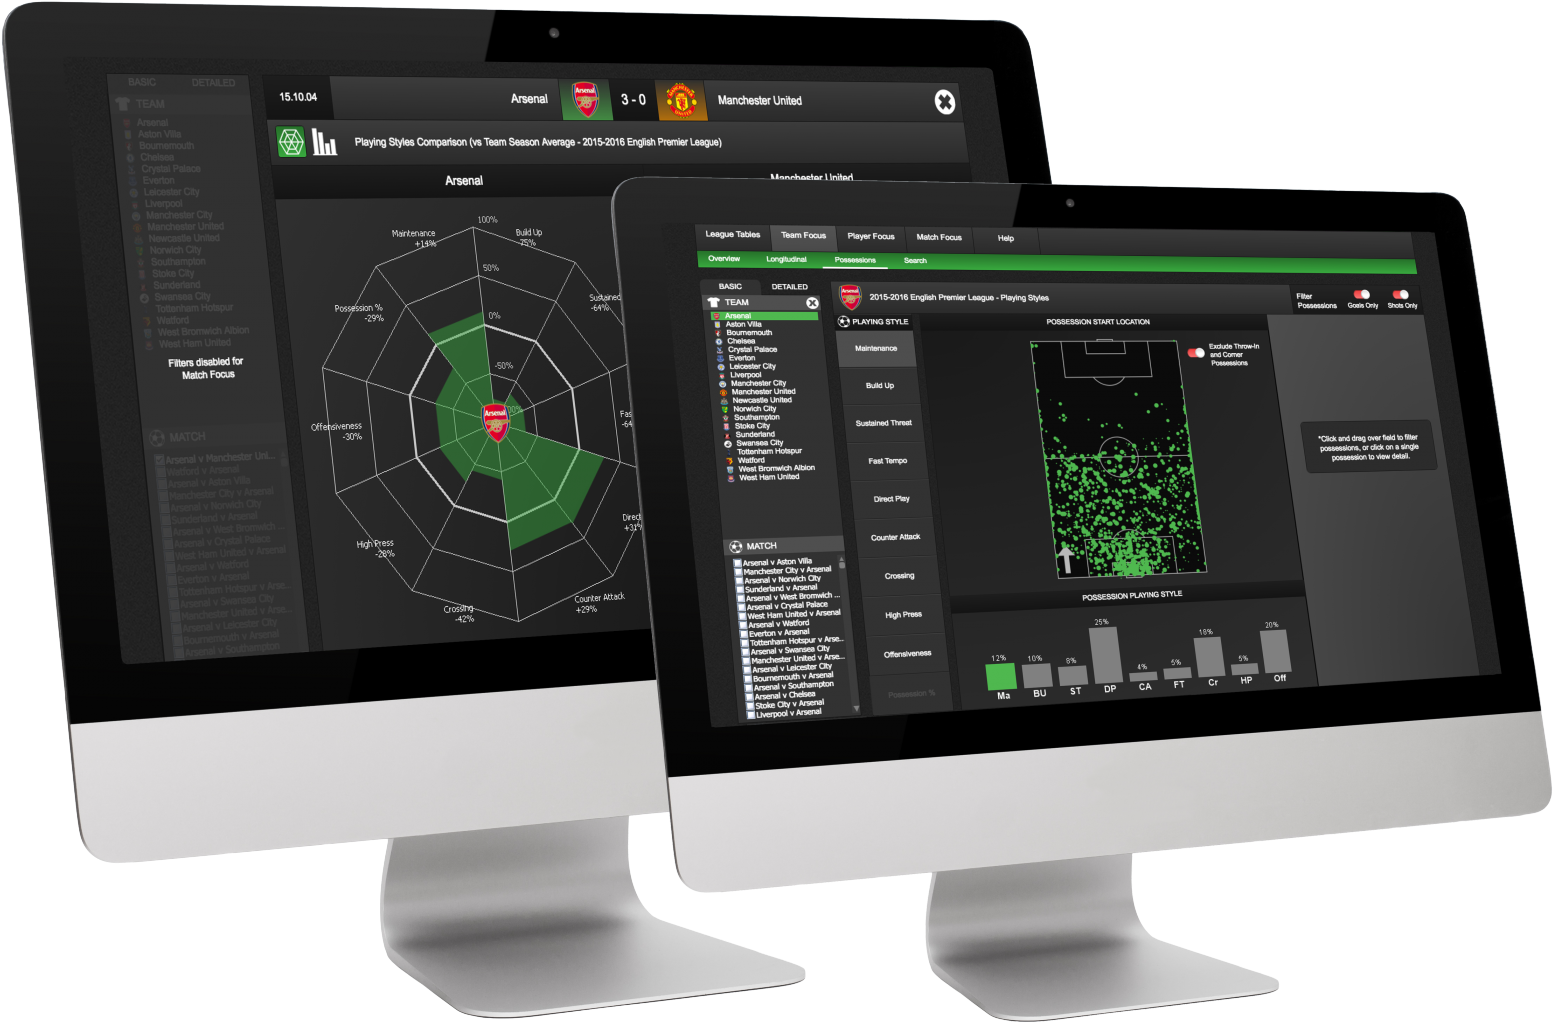 BASIC DETAILED
TEAM
Arsenal
Aston Villa
Bournemouth
Chelsea
Crystal Palace
Everton
Leicester City
Liverpool
Manchester City
Manchester United
Newcastle United
Norwich City
Southampton
Stoke City
Sunderland
Swansea City
Tottenham Hotspur
Watford
West Bromwich Albion
West Ham United
Filters disabled for
Match Focus
MATCH
Arsenal v Manchester Uni...
Watford v Arsenal
Arsenal v Aston Villa
Manchester City v Arsenal
Arsenal v Norwich City
Sunderland v Arsenal
Arsenal v West Bromwich ...
Arsenal v Crystal Palace
West Ham United v Arsenal
Arsenal v Watford
Everton v Arsenal
Tottenham Hotspur v Arse...
Arsenal v Swansea City
Manchester United v Arse...
Arsenal v Leicester City
Bournemouth v Arsenal
Arsenal v Southampton
15.10.04
Arsenal
Arsenal
3 - 0
MANCHESTER
UNITED
Manchester United
Playing Styles Comparison (vs Team Season Average - 2015-2016 English Premier League)
Arsenal
Manchester United
100%
50%
0%
-50%
Maintenance
+14%
Build Up
75%
Sustained
-64%
Fas
-64
Direct
+31%
Counter Attack
+29%
Crossing
-42%
High Press
-28%
Offensiveness
-30%
Possession %
-29%
Arsenal
League Tables Team Focus Player Focus Match Focus Help
Overview Longitudinal Possessions Search
BASIC DETAILED
TEAM
Arsenal
Aston Villa
Bournemouth
Chelsea
Crystal Palace
Everton
Leicester City
Liverpool
Manchester City
Manchester United
Newcastle United
Norwich City
Southampton
Stoke City
Sunderland
Swansea City
Tottenham Hotspur
Watford
West Bromwich Albion
West Ham United
MATCH
Arsenal v Aston Villa
Manchester City v Arsenal
Arsenal v Norwich City
Sunderland v Arsenal
Arsenal v West Bromwich ...
Arsenal v Crystal Palace
West Ham United v Arsenal
Arsenal v Watford
Everton v Arsenal
Tottenham Hotspur v Arse...
Arsenal v Swansea City
Manchester United v Arse...
Arsenal v Leicester City
Bournemouth v Arsenal
Arsenal v Southampton
Arsenal v Chelsea
Stoke City v Arsenal
Liverpool v Arsenal
Arsenal
2015-2016 English Premier League - Playing Styles
Filter
Possessions
Goals Only
Shots Only
PLAYING STYLE
Maintenance
Build Up
Sustained Threat
Fast Tempo
Direct Play
Counter Attack
Crossing
High Press
Offensiveness
Possession %
POSSESSION START LOCATION
Exclude Throw-In
and Corner
Possessions
*Click and drag over field to filter
possessions, or click on a single
possession to view detail.
POSSESSION PLAYING STYLE
12% 10% 8% 25% 4% 5% 18% 5% 20%
Ma BU ST DP CA FT Cr HP Off